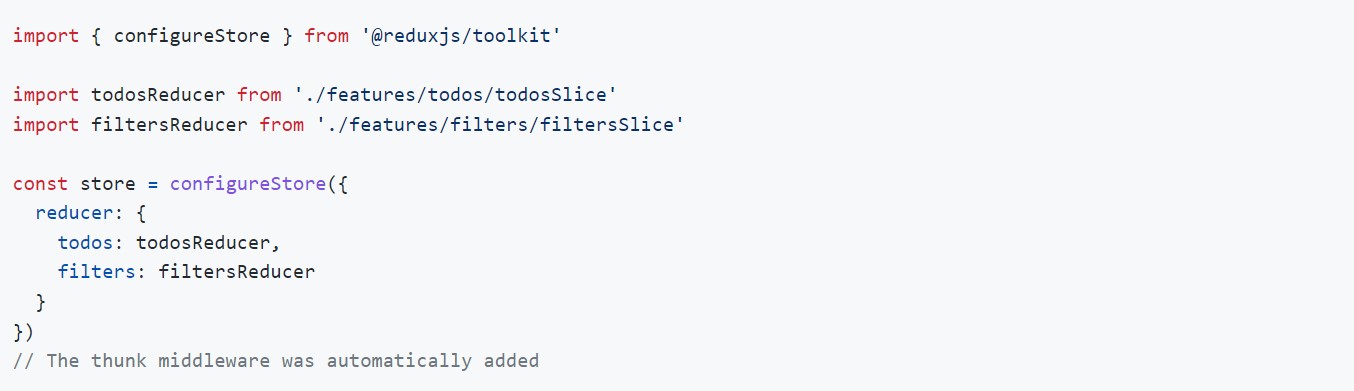 import { configureStore } from '@reduxjs/toolkit'

import todosReducer from './features/todos/todosSlice'
import filtersReducer from './features/filters/filtersSlice'

const store = configureStore({
  reducer: {
    todos: todosReducer,
    filters: filtersReducer
  }
})
// The thunk middleware was automatically added